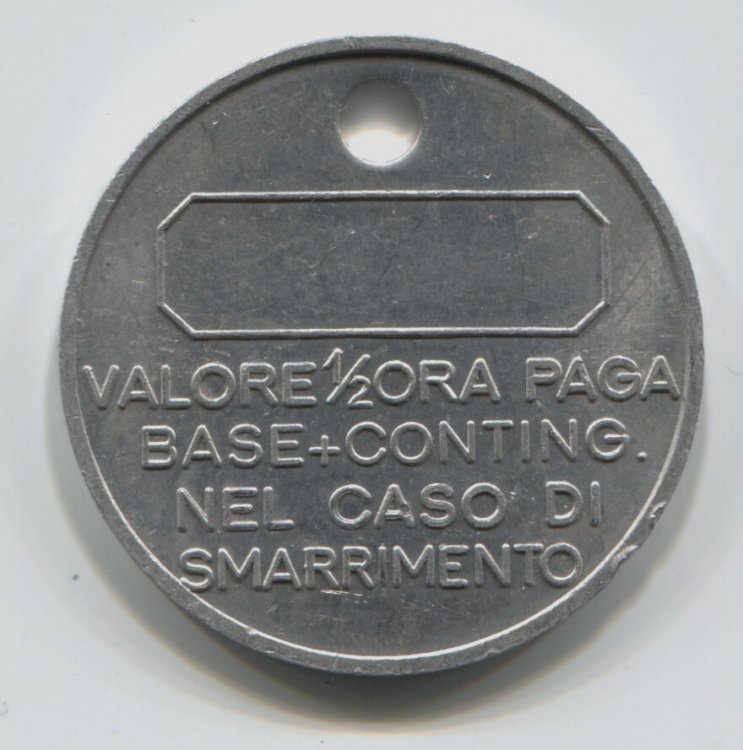 VALORE ½ ORA PAGA
BASE+CONTING.
NEL CASO DI
SMARRIMENTO